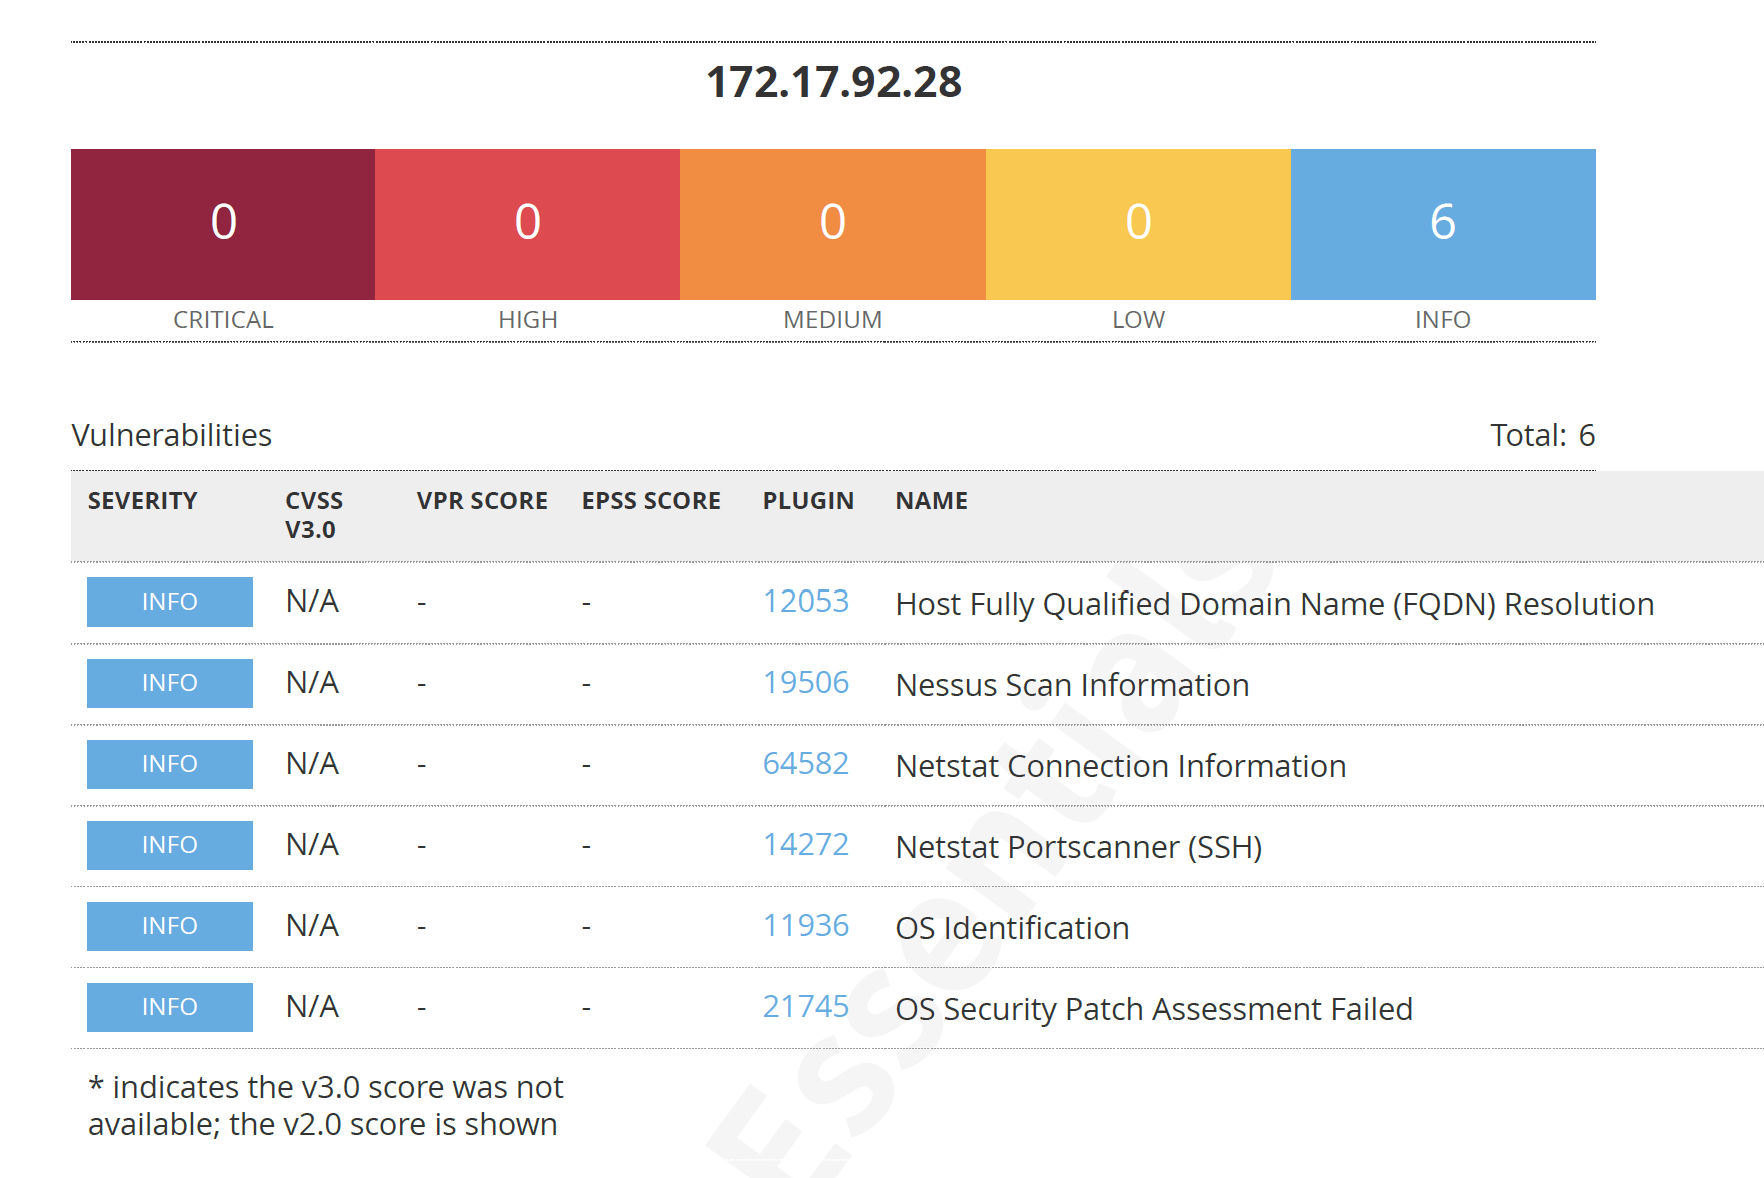 172.17.92.28
0 0 0 0 6
CRITICAL HIGH MEDIUM LOW INFO
Vulnerabilities Total: 6
SEVERITY CVSS V3.0 VPR SCORE EPSS SCORE PLUGIN NAME
INFO N/A - - 12053 Host Fully Qualified Domain Name (FQDN) Resolution
INFO N/A - - 19506 Nessus Scan Information
INFO N/A - - 64582 Netstat Connection Information
INFO N/A - - 14272 Netstat Portscanner (SSH)
INFO N/A - - 11936 OS Identification
INFO N/A - - 21745 OS Security Patch Assessment Failed
* indicates the v3.0 score was not
available; the v2.0 score is shown
Essentials